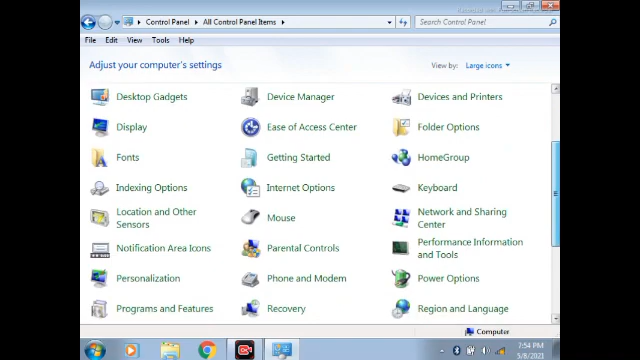 Control Panel ▸ All Control Panel Items ▸
Search Control Panel
File Edit View Tools Help
Adjust your computer's settings
View by: Large icons
Desktop Gadgets
Device Manager
Devices and Printers
Display
Ease of Access Center
Folder Options
Fonts
Getting Started
HomeGroup
Indexing Options
Internet Options
Keyboard
Location and Other
Sensors
Mouse
Network and Sharing
Center
Notification Area Icons
Parental Controls
Performance Information
and Tools
Personalization
Phone and Modem
Power Options
Programs and Features
Recovery
Region and Language
Computer
7:54 PM
5/8/2021